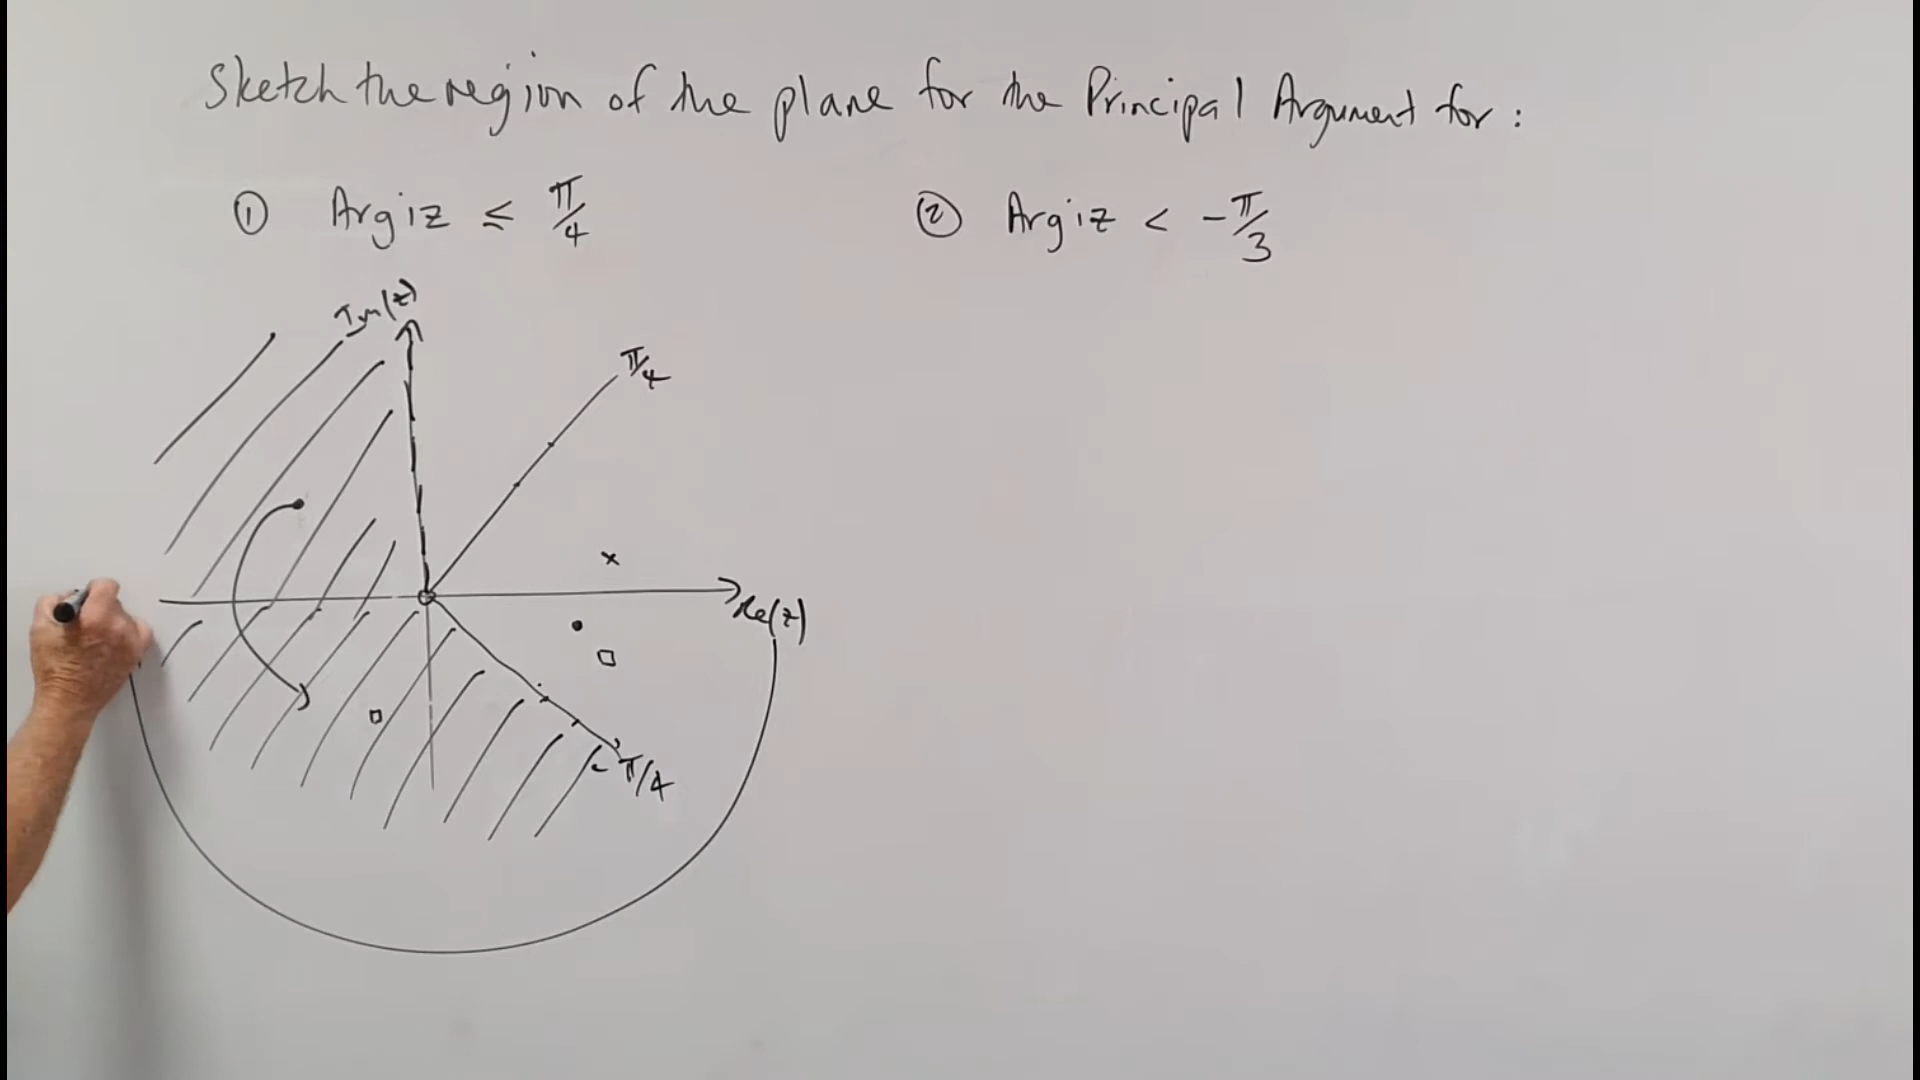 Sketch the region of the plane for the Principal Argument for:
① Arg iz ≤ π/4
② Arg iz < -π/3
Im(z)
π/4
Re(z)
-π/4